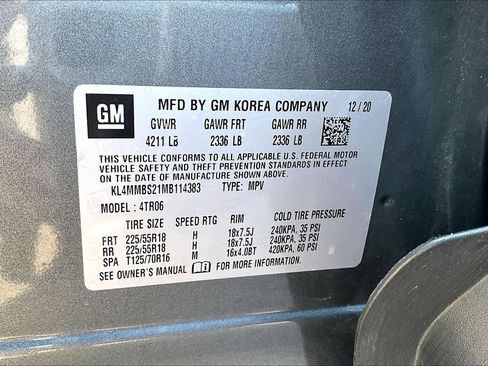 GM
MFD BY GM KOREA COMPANY 12/20
GVWR GAWR FRT GAWR RR
4211 LB 2336 LB 2336 LB
THIS VEHICLE CONFORMS TO ALL APPLICABLE U.S. FEDERAL MOTOR
VEHICLE SAFETY AND THEFT PREVENTION STANDARDS IN EFFECT ON THE
DATE OF MANUFACTURE SHOWN ABOVE.
KL4MMBS21MB114383 TYPE: MPV
MODEL: 4TR06
TIRE SIZE SPEED RTG RIM COLD TIRE PRESSURE
FRT 225/55R18 H 18x7.5J 240KPA, 35 PSI
RR 225/55R18 H 18x7.5J 240KPA, 35 PSI
SPA T125/70R16 M 16x4.0BT 420KPA, 60 PSI
SEE OWNER'S MANUAL FOR MORE INFORMATION